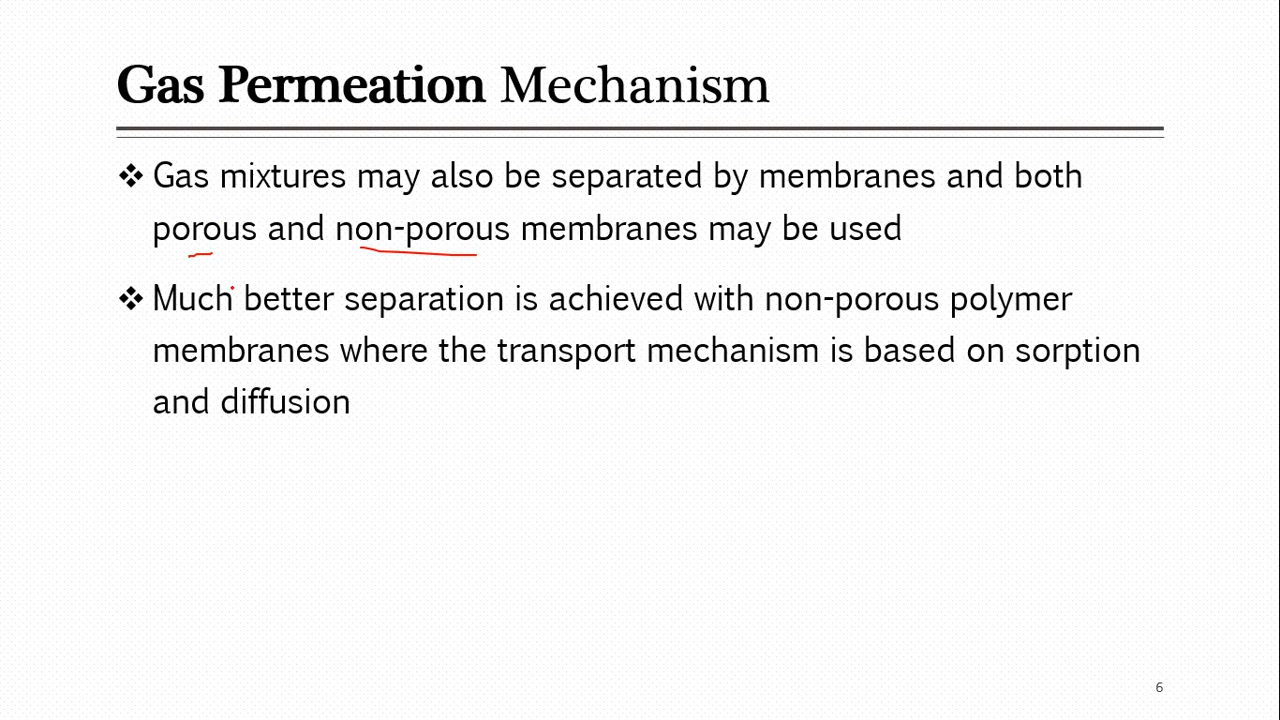 Gas Permeation Mechanism
❖ Gas mixtures may also be separated by membranes and both
porous and non-porous membranes may be used
❖ Much better separation is achieved with non-porous polymer
membranes where the transport mechanism is based on sorption
and diffusion
6